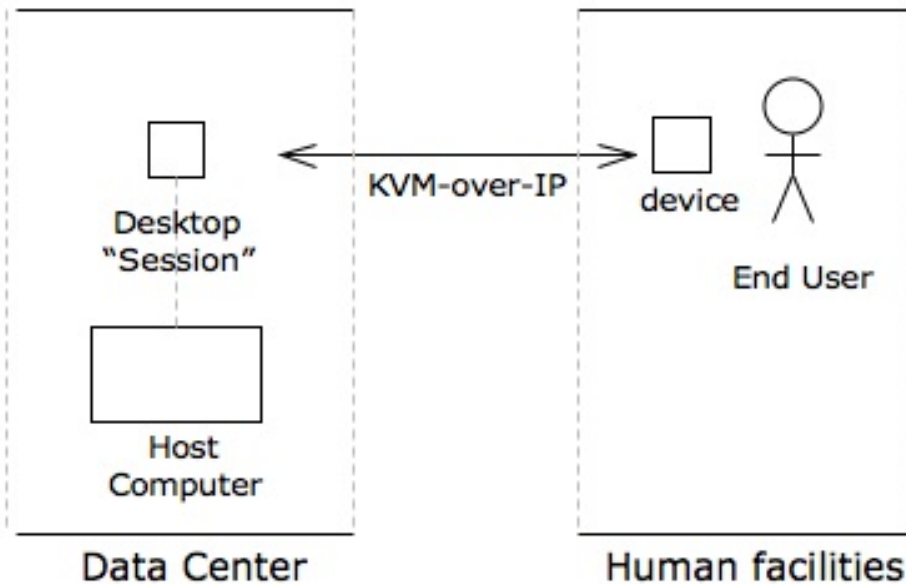 KVM-over-IP
Desktop
“Session”
Host
Computer
Data Center
device
End User
Human facilities